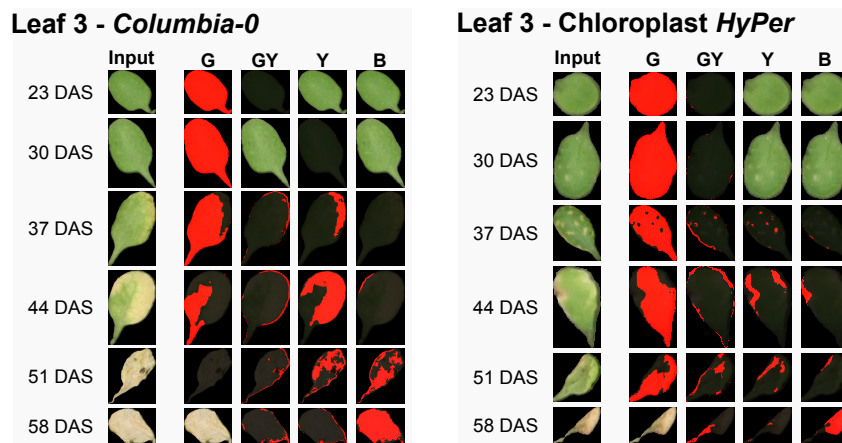 Leaf 3 - Columbia-0
Input G GY Y B
23 DAS
30 DAS
37 DAS
44 DAS
51 DAS
58 DAS
Leaf 3 - Chloroplast HyPer
Input G GY Y B
23 DAS
30 DAS
37 DAS
44 DAS
51 DAS
58 DAS